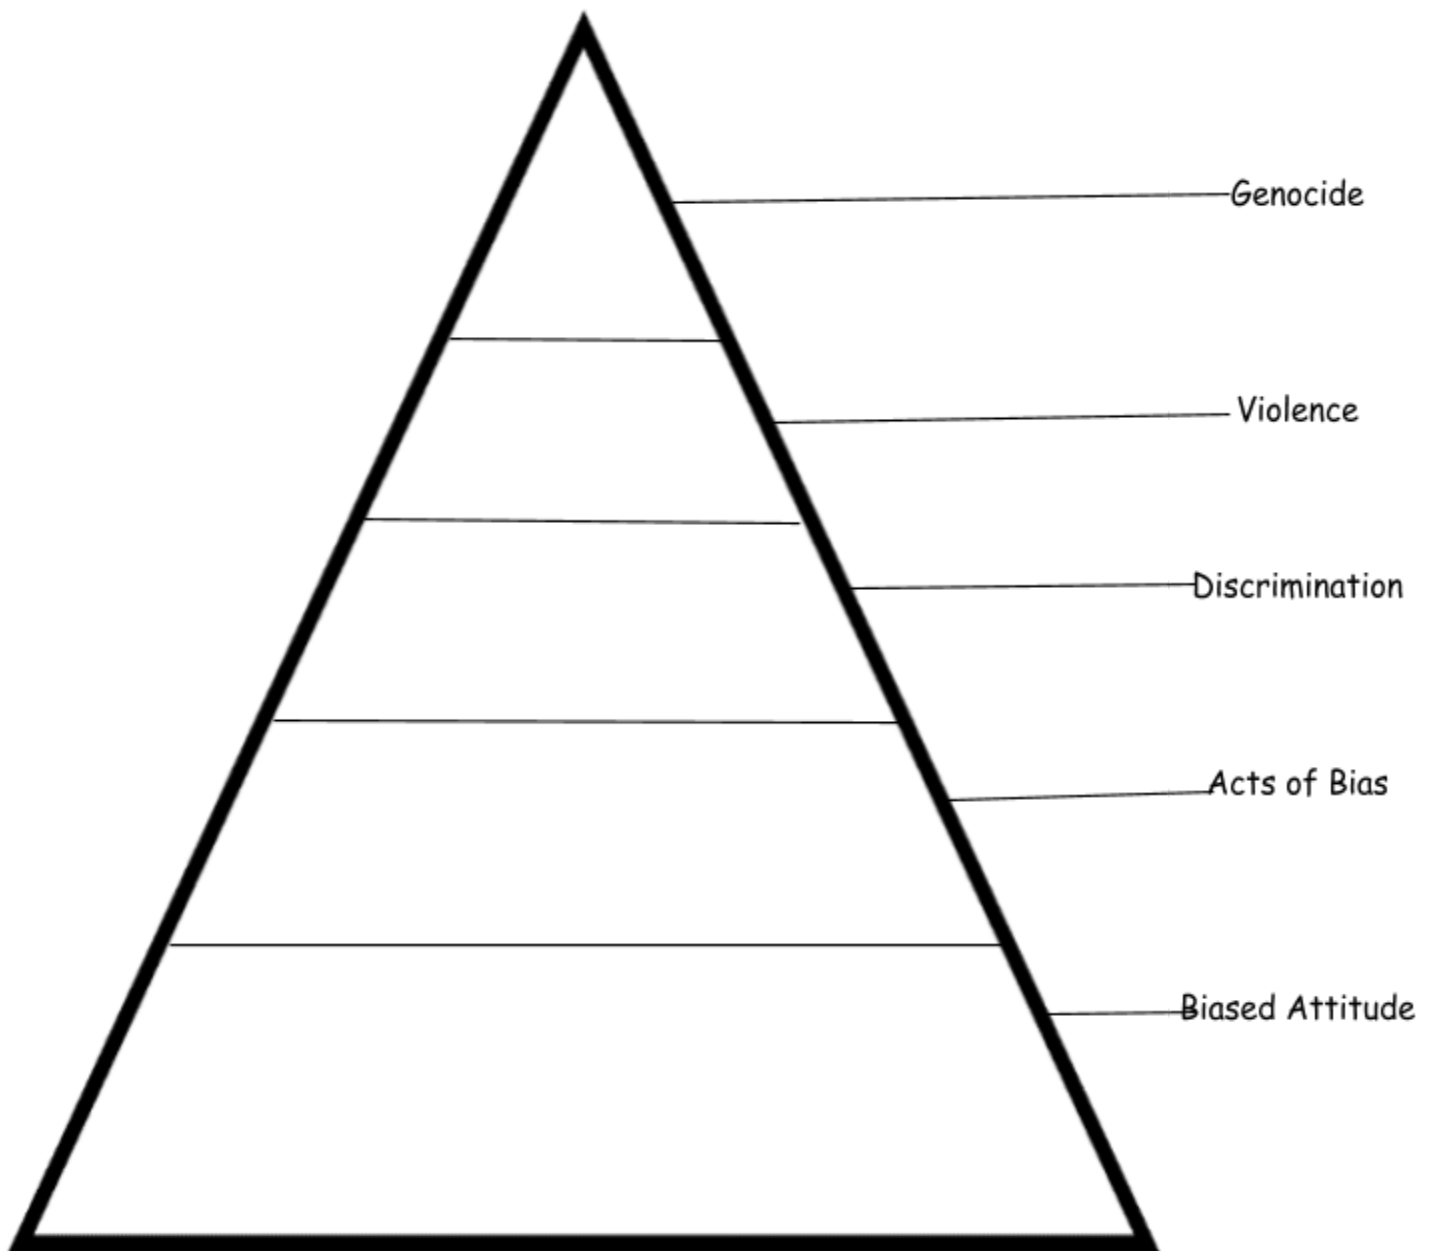 Genocide
Violence
Discrimination
Acts of Bias
Biased Attitude